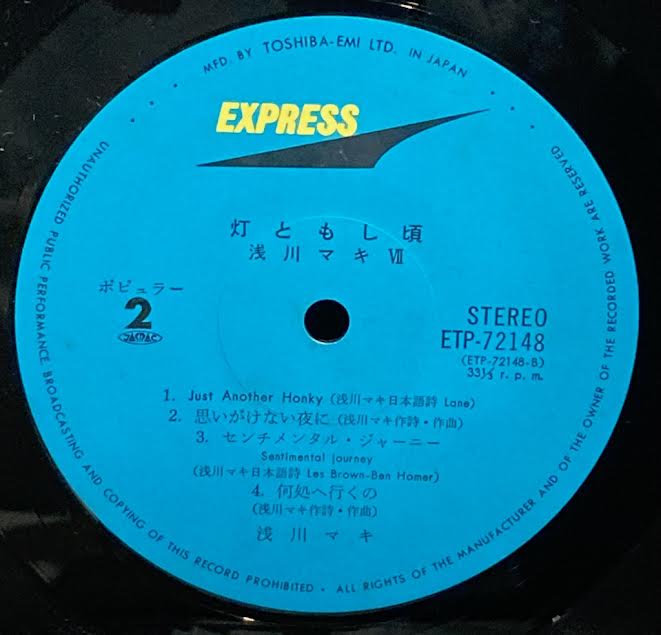 MFD. BY TOSHIBA-EMI LTD. IN JAPAN
EXPRESS
灯ともし頃
浅川マキⅦ
ポピュラー
2
JASRAC
STEREO
ETP-72148
(ETP-72148-B)
33⅓ r. p. m.
1. Just Another Honky (浅川マキ日本語詩 Lane)
2. 思いがけない夜に (浅川マキ作詩・作曲)
3. センチメンタル・ジャーニー
Sentimental Journey
(浅川マキ日本語詩 Les Brown-Ben Homer)
4. 何処へ行くの
(浅川マキ作詩・作曲)
浅川マキ
UNAUTHORIZED PUBLIC PERFORMANCE. BROADCASTING AND COPYING OF THIS RECORD PROHIBITED • ALL RIGHTS OF THE MANUFACTURER AND OF THE OWNER OF THE RECORDED WORK ARE RESERVED